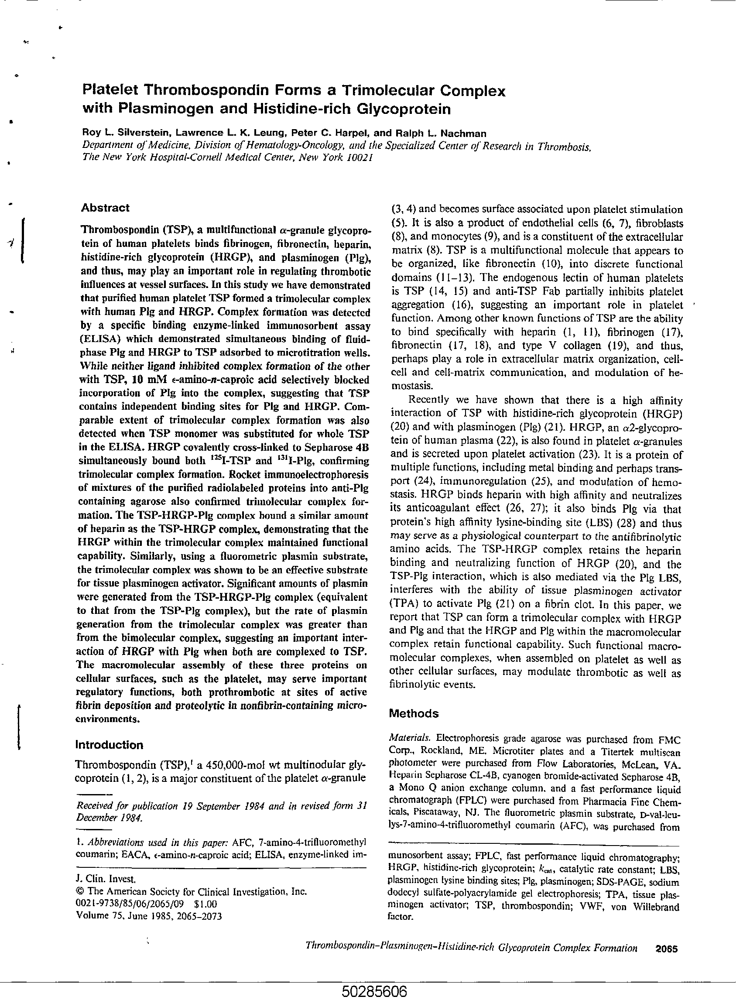 Platelet Thrombospondin Forms a Trimolecular Complex
with Plasminogen and Histidine-rich Glycoprotein
Roy L. Silverstein, Lawrence L. K. Leung, Peter C. Harpel, and Ralph L. Nachman
Department of Medicine, Division of Hematology-Oncology, and the Specialized Center of Research in Thrombosis,
The New York Hospital-Cornell Medical Center, New York 10021
Abstract
Thrombospondin (TSP), a multifunctional α-granule glycopro-
tein of human platelets binds fibrinogen, fibronectin, heparin,
histidine-rich glycoprotein (HRGP), and plasminogen (Plg),
and thus, may play an important role in regulating thrombotic
influences at vessel surfaces. In this study we have demonstrated
that purified human platelet TSP formed a trimolecular complex
with human Plg and HRGP. Complex formation was detected
by a specific binding enzyme-linked immunosorbent assay
(ELISA) which demonstrated simultaneous binding of fluid-
phase Plg and HRGP to TSP adsorbed to microtitration wells.
While neither ligand inhibited complex formation of the other
with TSP, 10 mM ε-amino-n-caproic acid selectively blocked
incorporation of Plg into the complex, suggesting that TSP
contains independent binding sites for Plg and HRGP. Com-
parable extent of trimolecular complex formation was also
detected when TSP monomer was substituted for whole TSP
in the ELISA. HRGP covalently cross-linked to Sepharose 4B
simultaneously bound both ¹²⁵I-TSP and ¹³¹I-Plg, confirming
trimolecular complex formation. Rocket immunoelectrophoresis
of mixtures of the purified radiolabeled proteins into anti-Plg
containing agarose also confirmed trimolecular complex for-
mation. The TSP-HRGP-Plg complex bound a similar amount
of heparin as the TSP-HRGP complex, demonstrating that the
HRGP within the trimolecular complex maintained functional
capability. Similarly, using a fluorometric plasmin substrate,
the trimolecular complex was shown to be an effective substrate
for tissue plasminogen activator. Significant amounts of plasmin
were generated from the TSP-HRGP-Plg complex (equivalent
to that from the TSP-Plg complex), but the rate of plasmin
generation from the trimolecular complex was greater than
from the bimolecular complex, suggesting an important inter-
action of HRGP with Plg when both are complexed to TSP.
The macromolecular assembly of these three proteins on
cellular surfaces, such as the platelet, may serve important
regulatory functions, both prothrombotic at sites of active
fibrin deposition and proteolytic in nonfibrin-containing micro-
environments.
Introduction
Thrombospondin (TSP),¹ a 450,000-mol wt multinodular gly-
coprotein (1, 2), is a major constituent of the platelet α-granule
Received for publication 19 September 1984 and in revised form 31
December 1984.
1. Abbreviations used in this paper: AFC, 7-amino-4-trifluoromethyl
coumarin; EACA, ε-amino-n-caproic acid; ELISA, enzyme-linked im-
J. Clin. Invest.
© The American Society for Clinical Investigation, Inc.
0021-9738/85/06/2065/09 $1.00
Volume 75, June 1985, 2065-2073
(3, 4) and becomes surface associated upon platelet stimulation
(5). It is also a product of endothelial cells (6, 7), fibroblasts
(8), and monocytes (9), and is a constituent of the extracellular
matrix (8). TSP is a multifunctional molecule that appears to
be organized, like fibronectin (10), into discrete functional
domains (11–13). The endogenous lectin of human platelets
is TSP (14, 15) and anti-TSP Fab partially inhibits platelet
aggregation (16), suggesting an important role in platelet
function. Among other known functions of TSP are the ability
to bind specifically with heparin (1, 11), fibrinogen (17),
fibronectin (17, 18), and type V collagen (19), and thus,
perhaps play a role in extracellular matrix organization, cell-
cell and cell-matrix communication, and modulation of he-
mostasis.
Recently we have shown that there is a high affinity
interaction of TSP with histidine-rich glycoprotein (HRGP)
(20) and with plasminogen (Plg) (21). HRGP, an α2-glycopro-
tein of human plasma (22), is also found in platelet α-granules
and is secreted upon platelet activation (23). It is a protein of
multiple functions, including metal binding and perhaps trans-
port (24), immunoregulation (25), and modulation of hemo-
stasis. HRGP binds heparin with high affinity and neutralizes
its anticoagulant effect (26, 27); it also binds Plg via that
protein's high affinity lysine-binding site (LBS) (28) and thus
may serve as a physiological counterpart to the antifibrinolytic
amino acids. The TSP-HRGP complex retains the heparin
binding and neutralizing function of HRGP (20), and the
TSP-Plg interaction, which is also mediated via the Plg LBS,
interferes with the ability of tissue plasminogen activator
(TPA) to activate Plg (21) on a fibrin clot. In this paper, we
report that TSP can form a trimolecular complex with HRGP
and Plg and that the HRGP and Plg within the macromolecular
complex retain functional capability. Such functional macro-
molecular complexes, when assembled on platelet as well as
other cellular surfaces, may modulate thrombotic as well as
fibrinolytic events.
Methods
Materials. Electrophoresis grade agarose was purchased from FMC
Corp., Rockland, ME. Microtiter plates and a Titertek multiscan
photometer were purchased from Flow Laboratories, McLean, VA.
Heparin Sepharose CL-4B, cyanogen bromide-activated Sepharose 4B,
a Mono Q anion exchange column, and a fast performance liquid
chromatograph (FPLC) were purchased from Pharmacia Fine Chem-
icals, Piscataway, NJ. The fluorometric plasmin substrate, D-val-leu-
lys-7-amino-4-trifluoromethyl coumarin (AFC), was purchased from
munosorbent assay; FPLC, fast performance liquid chromatography;
HRGP, histidine-rich glycoprotein; kcat, catalytic rate constant; LBS,
plasminogen lysine binding sites; Plg, plasminogen; SDS-PAGE, sodium
dodecyl sulfate-polyacrylamide gel electrophoresis; TPA, tissue plas-
minogen activator; TSP, thrombospondin; VWF, von Willebrand
factor.
Thrombospondin–Plasminogen–Histidine-rich Glycoprotein Complex Formation 2065
50285606